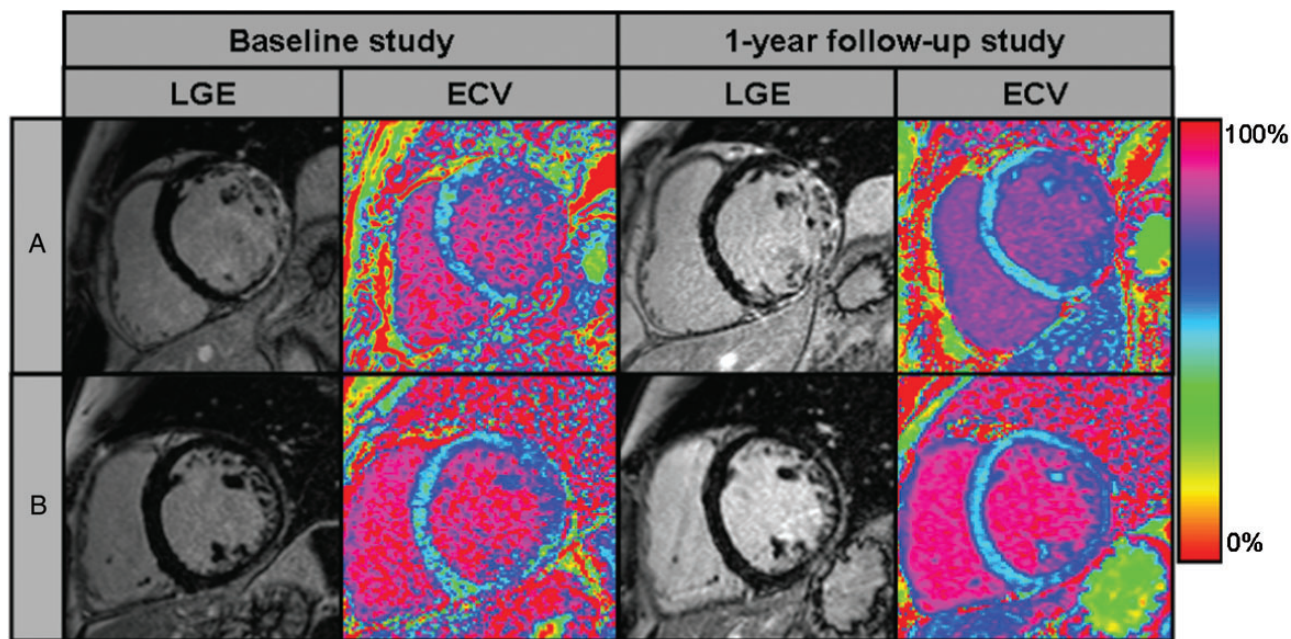 Baseline study 1-year follow-up study
LGE ECV LGE ECV
100%
A
B
0%